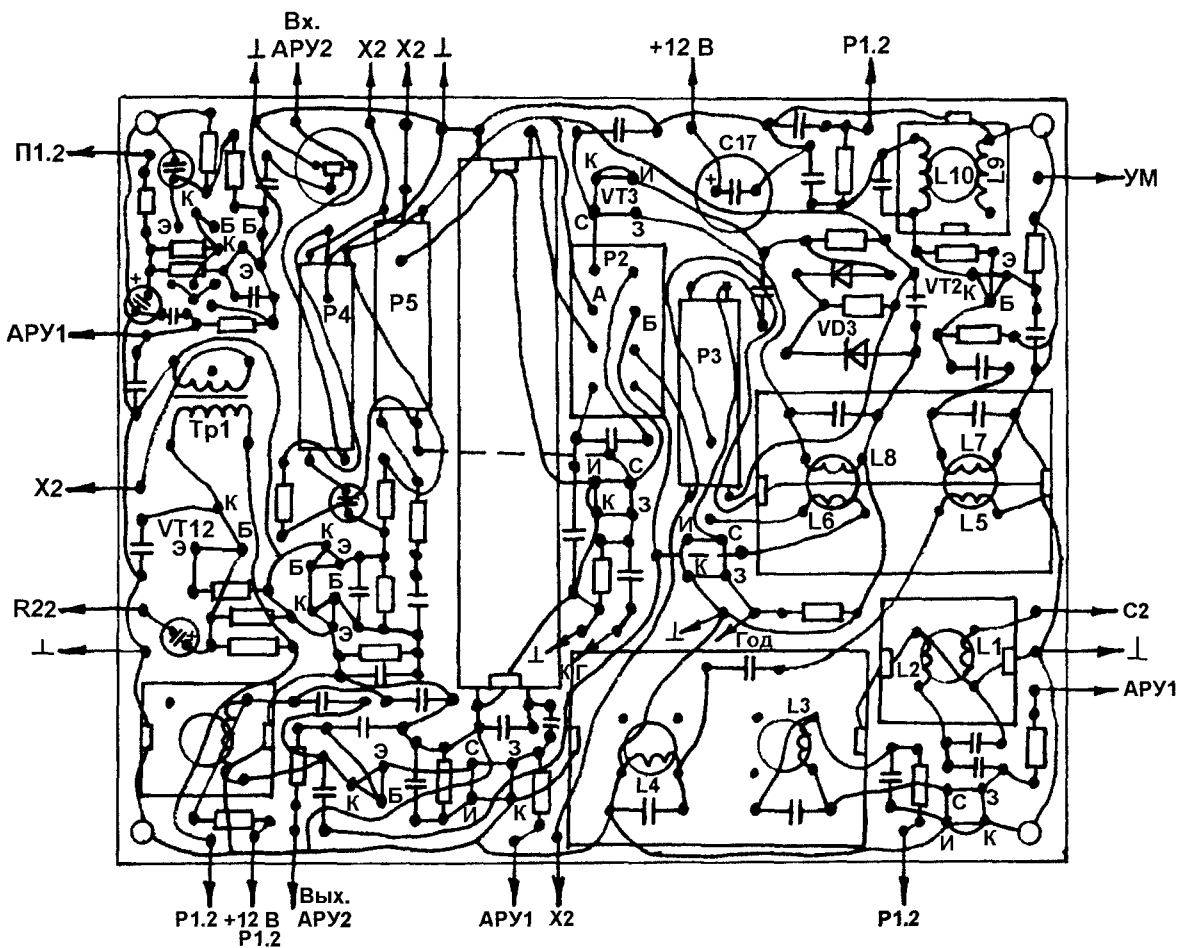 Вх.
⊥ АРУ2 Х2 Х2 ⊥ +12 В Р1.2
П1.2
С17
К И
VT3
С З
L10 L9
УМ
К
Э Б Б
К
Э
+
+
Р4 Р5
Р2
А
Б
Р3
VD3
VT2 К Э
Б
АРУ1
Тр1
Х2
К
VT12 Б
Э
И С
К З
L8 L7
L6 L5
И С
К З
К
Э
Б
Б
К
Э
R22
+
⊥
⊥ КГ
⊥ Год
L2 L1
С2
⊥
АРУ1
L4
L3
Э
К Б
С З
И К
С З
И К
Р1.2 +12 В Вых. АРУ1 Х2 Р1.2
Р1.2 АРУ2